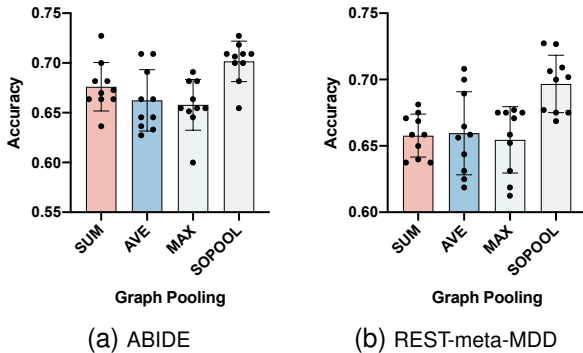 0.75
0.70
0.65
0.60
0.55
Accuracy
SUM
AVE
MAX
SOPOOL
Graph Pooling
(a) ABIDE
0.75
0.70
0.65
0.60
Accuracy
SUM
AVE
MAX
SOPOOL
Graph Pooling
(b) REST-meta-MDD